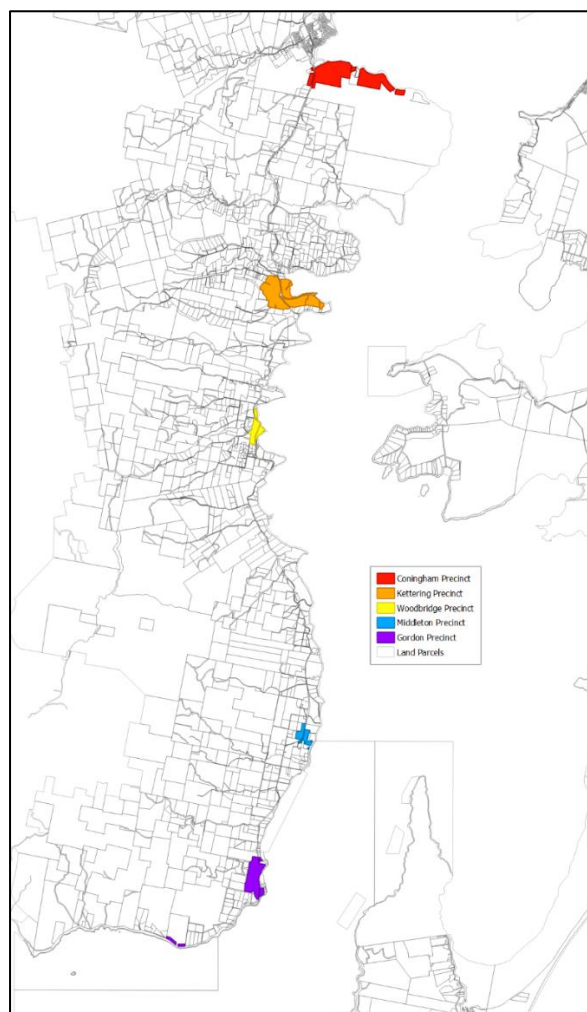 Coningham Precinct
Kettering Precinct
Woodbridge Precinct
Middleton Precinct
Gordon Precinct
Land Parcels